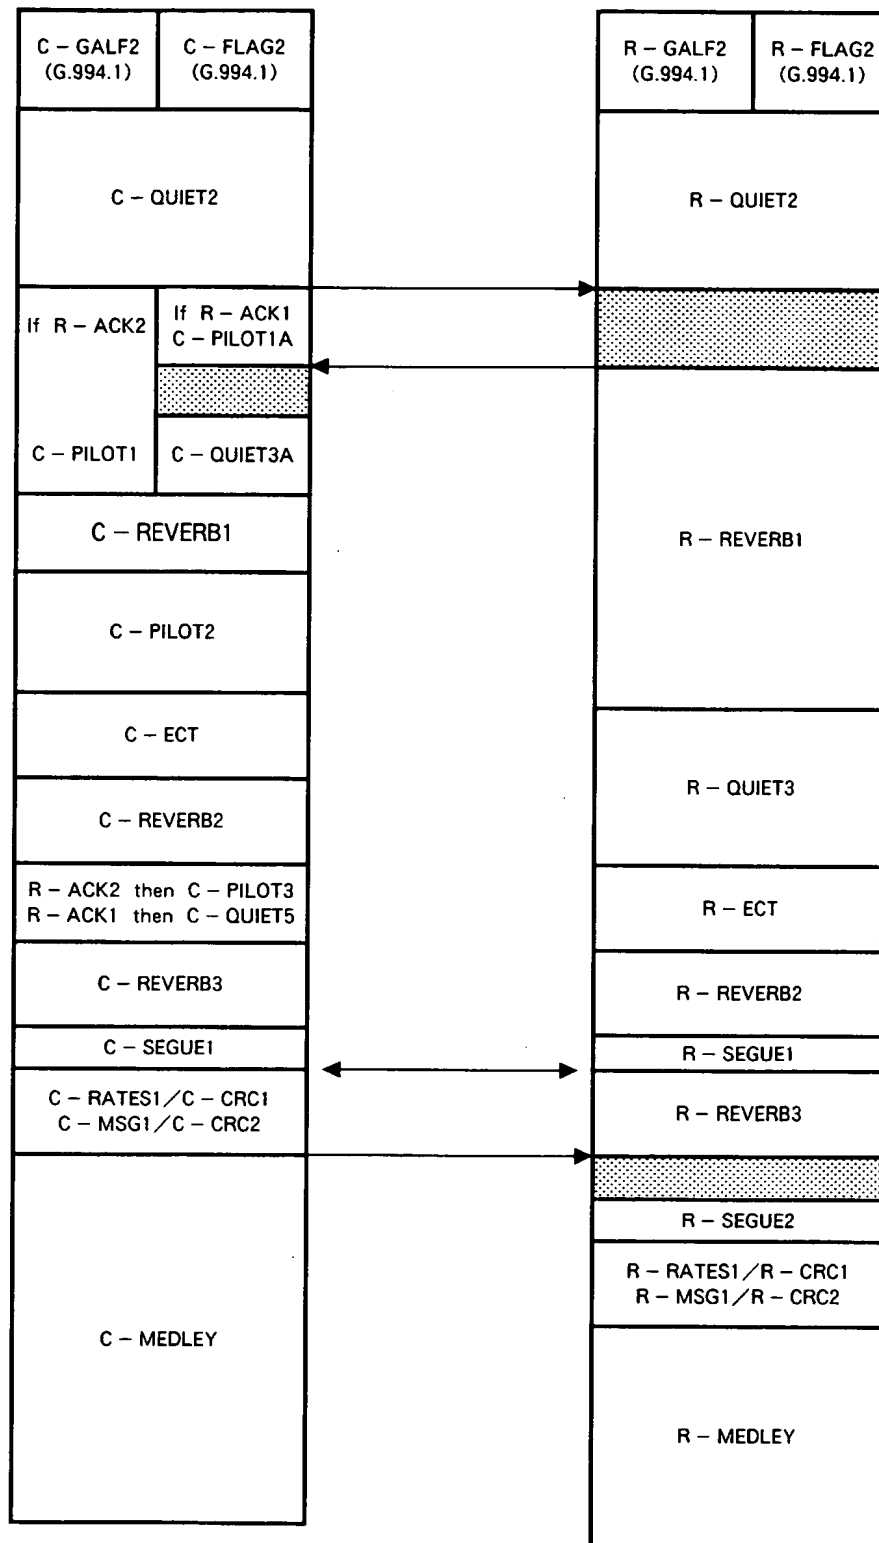 C – GALF2
(G.994.1)
C – FLAG2
(G.994.1)
C – QUIET2
If R – ACK2
C – PILOT1
If R – ACK1
C – PILOT1A
C – QUIET3A
C – REVERB1
C – PILOT2
C – ECT
C – REVERB2
R – ACK2 then C – PILOT3
R – ACK1 then C – QUIET5
C – REVERB3
C – SEGUE1
C – RATES1/C – CRC1
C – MSG1/C – CRC2
C – MEDLEY
R – GALF2
(G.994.1)
R – FLAG2
(G.994.1)
R – QUIET2
R – REVERB1
R – QUIET3
R – ECT
R – REVERB2
R – SEGUE1
R – REVERB3
R – SEGUE2
R – RATES1/R – CRC1
R – MSG1/R – CRC2
R – MEDLEY